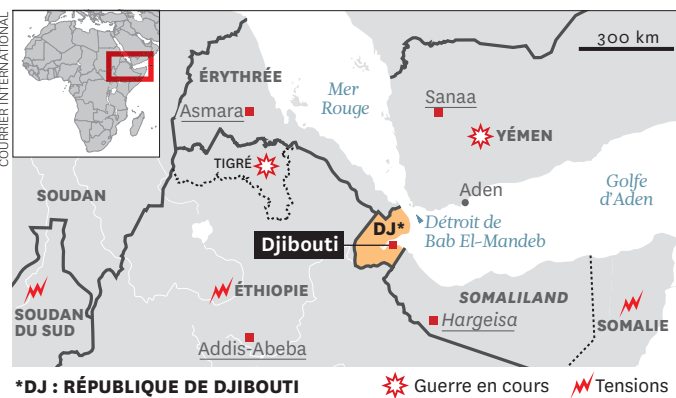 COURRIER INTERNATIONAL
300 km
ÉRYTHRÉE
Asmara
Mer
Rouge
Sanaa
YÉMEN
TIGRÉ
SOUDAN
Aden
Golfe
d'Aden
DJ*
Détroit de
Bab El-Mandeb
Djibouti
ÉTHIOPIE
SOUDAN
DU SUD
SOMALILAND
Hargeisa
SOMALIE
Addis-Abeba
*DJ : RÉPUBLIQUE DE DJIBOUTI
Guerre en cours
Tensions